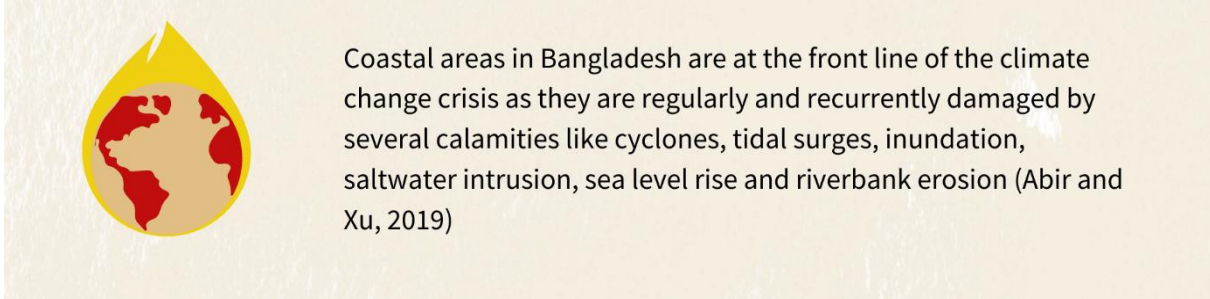 Coastal areas in Bangladesh are at the front line of the climate
change crisis as they are regularly and recurrently damaged by
several calamities like cyclones, tidal surges, inundation,
saltwater intrusion, sea level rise and riverbank erosion (Abir and
Xu, 2019)